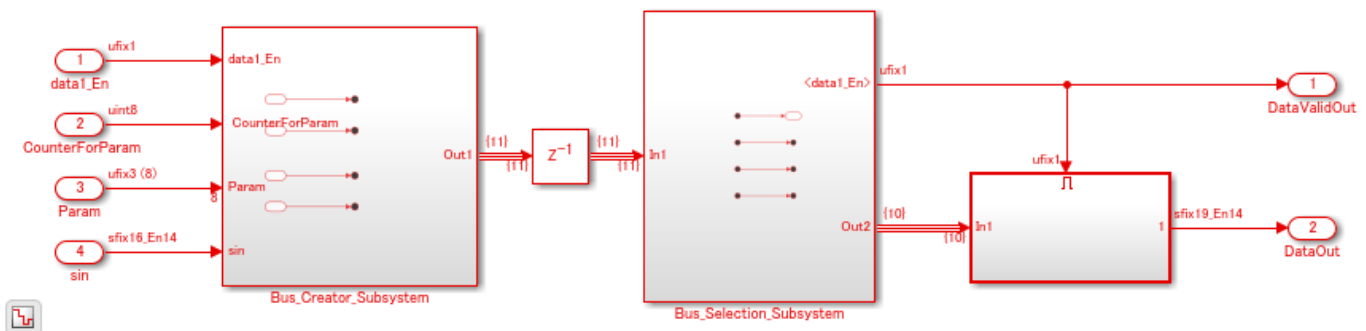 1
ufix1
data1_En
data1_En
2
uint8
CounterForParam
CounterForParam
3
ufix3 (8)
8
Param
Param
4
sfix16_En14
sin
sin
Out1
Bus_Creator_Subsystem
{11}
{11}
Z-1
{11}
{11}
In1
<data1_En>
Out2
Bus_Selection_Subsystem
ufix1
1
DataValidOut
ufix1
{10}
{10}
In1
1
sfix19_En14
2
DataOut